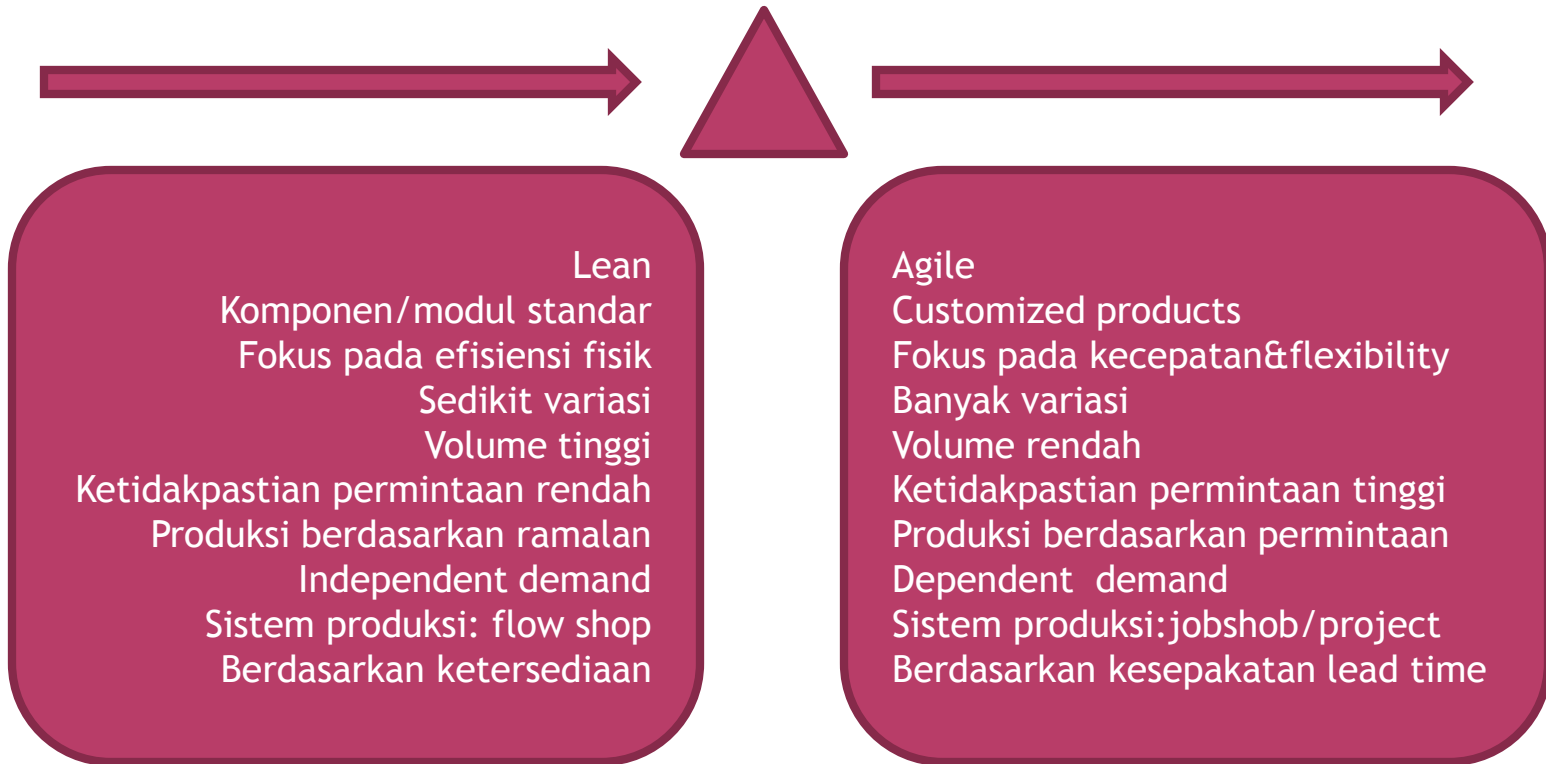 Lean
Komponen/modul standar
Fokus pada efisiensi fisik
Sedikit variasi
Volume tinggi
Ketidakpastian permintaan rendah
Produksi berdasarkan ramalan
Independent demand
Sistem produksi: flow shop
Berdasarkan ketersediaan
Agile
Customized products
Fokus pada kecepatan&flexibility
Banyak variasi
Volume rendah
Ketidakpastian permintaan tinggi
Produksi berdasarkan permintaan
Dependent  demand
Sistem produksi:jobshob/project
Berdasarkan kesepakatan lead time